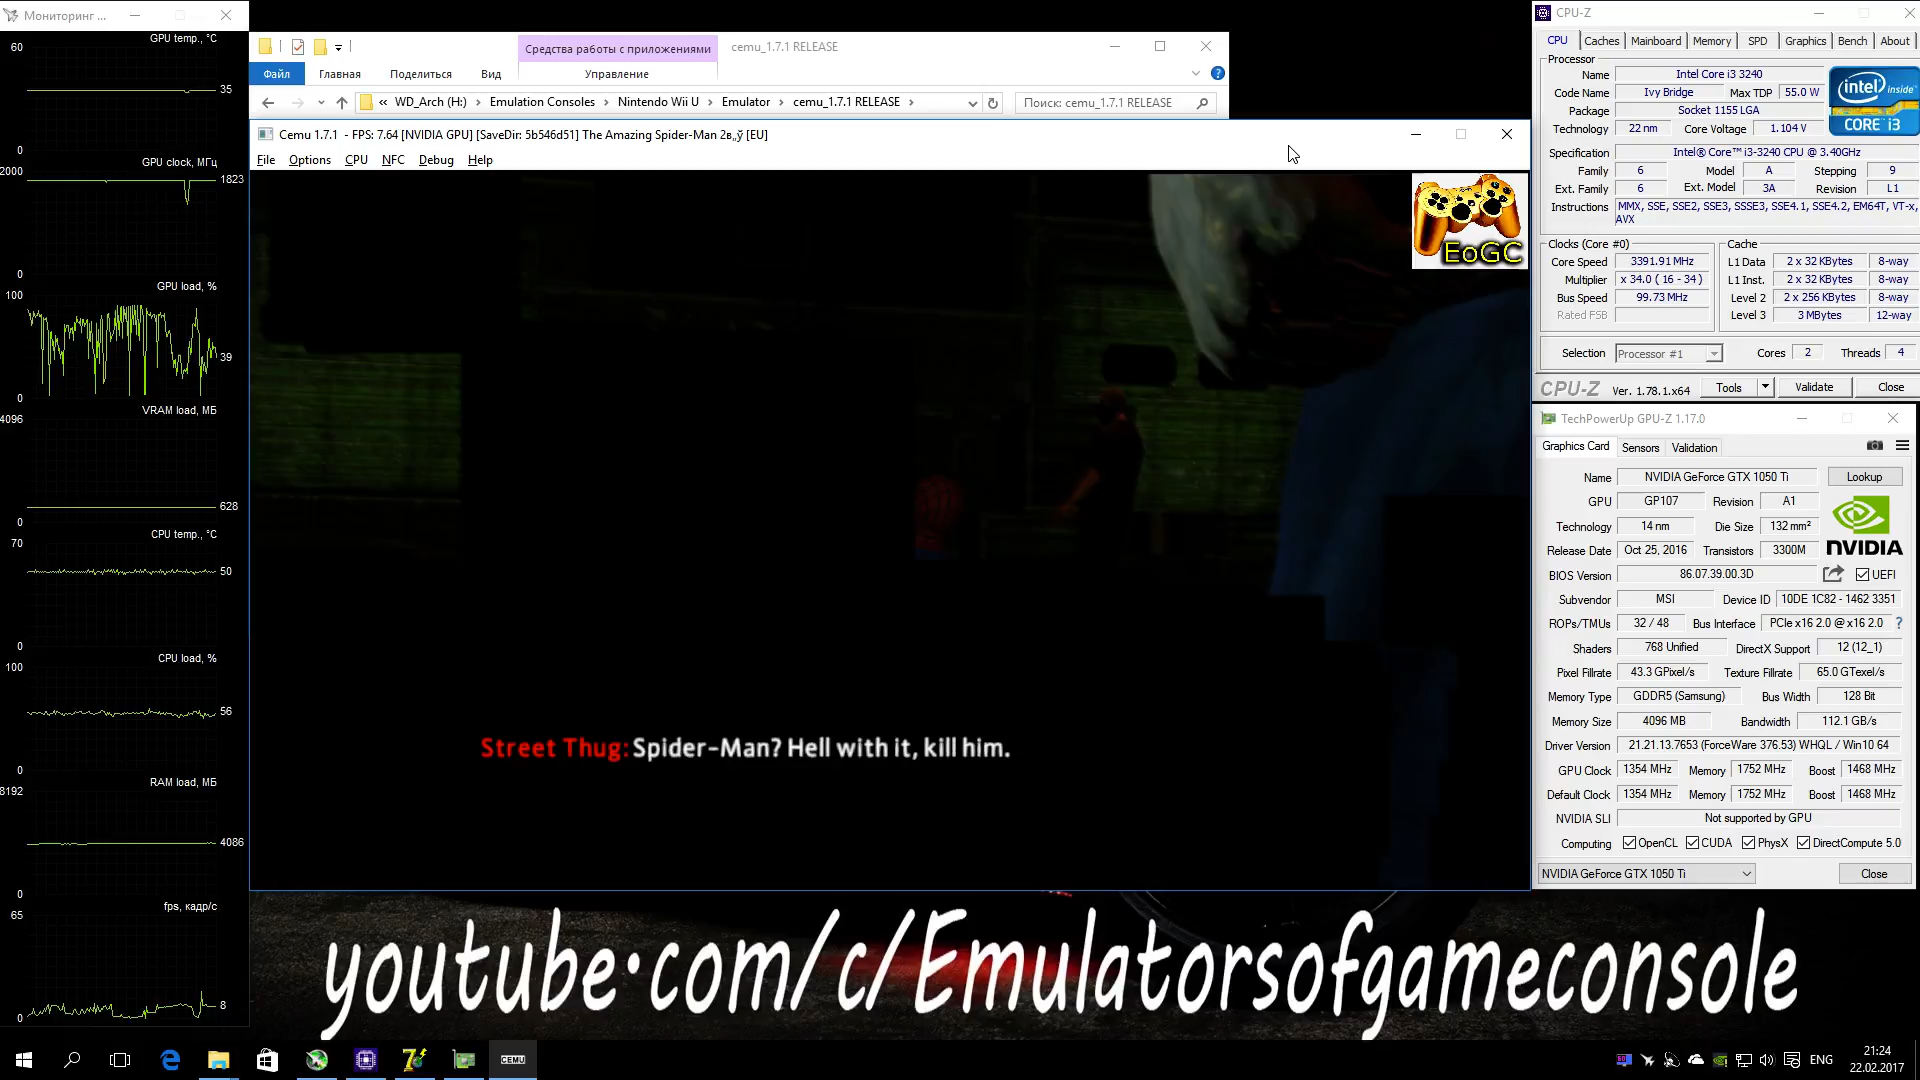 Мониторинг ...
GPU temp., °C
60
35
0
GPU clock, МГц
2000
1823
0
GPU load, %
100
39
0
VRAM load, МБ
4096
628
0
CPU temp., °C
70
50
0
CPU load, %
100
56
0
RAM load, МБ
8192
4086
0
fps, кадр/с
65
8
0
Средства работы с приложениями
cemu_1.7.1 RELEASE
Файл
Главная
Поделиться
Вид
Управление
« WD_Arch (H:) > Emulation Consoles > Nintendo Wii U > Emulator > cemu_1.7.1 RELEASE >
Поиск: cemu_1.7.1 RELEASE
Cemu 1.7.1 - FPS: 7.64 [NVIDIA GPU] [SaveDir: 5b546d51] The Amazing Spider-Man 2в„ў [EU]
File Options CPU NFC Debug Help
EoGC
Street Thug: Spider-Man? Hell with it, kill him.
CPU-Z
CPU Caches Mainboard Memory SPD Graphics Bench About
Processor
Name Intel Core i3 3240
Code Name Ivy Bridge Max TDP 55.0 W
Package Socket 1155 LGA
Technology 22 nm Core Voltage 1.104 V
intel inside™
CORE i3
Specification Intel® Core™ i3-3240 CPU @ 3.40GHz
Family 6 Model A Stepping 9
Ext. Family 6 Ext. Model 3A Revision L1
Instructions MMX, SSE, SSE2, SSE3, SSSE3, SSE4.1, SSE4.2, EM64T, VT-x,
AVX
Clocks (Core #0)
Core Speed 3391.91 MHz
Multiplier x 34.0 ( 16 - 34 )
Bus Speed 99.73 MHz
Rated FSB
Cache
L1 Data 2 x 32 KBytes 8-way
L1 Inst. 2 x 32 KBytes 8-way
Level 2 2 x 256 KBytes 8-way
Level 3 3 MBytes 12-way
Selection Processor #1 Cores 2 Threads 4
CPU-Z Ver. 1.78.1.x64 Tools Validate Close
TechPowerUp GPU-Z 1.17.0
Graphics Card Sensors Validation
Name NVIDIA GeForce GTX 1050 Ti Lookup
GPU GP107 Revision A1
Technology 14 nm Die Size 132 mm²
Release Date Oct 25, 2016 Transistors 3300M
NVIDIA
BIOS Version 86.07.39.00.3D UEFI
Subvendor MSI Device ID 10DE 1C82 - 1462 3351
ROPs/TMUs 32 / 48 Bus Interface PCIe x16 2.0 @ x16 2.0 ?
Shaders 768 Unified DirectX Support 12 (12_1)
Pixel Fillrate 43.3 GPixel/s Texture Fillrate 65.0 GTexel/s
Memory Type GDDR5 (Samsung) Bus Width 128 Bit
Memory Size 4096 MB Bandwidth 112.1 GB/s
Driver Version 21.21.13.7653 (ForceWare 376.53) WHQL / Win10 64
GPU Clock 1354 MHz Memory 1752 MHz Boost 1468 MHz
Default Clock 1354 MHz Memory 1752 MHz Boost 1468 MHz
NVIDIA SLI Not supported by GPU
Computing OpenCL CUDA PhysX DirectCompute 5.0
NVIDIA GeForce GTX 1050 Ti Close
youtube.com/c/Emulatorsofgameconsole
CEMU
ENG
21:24
22.02.2017